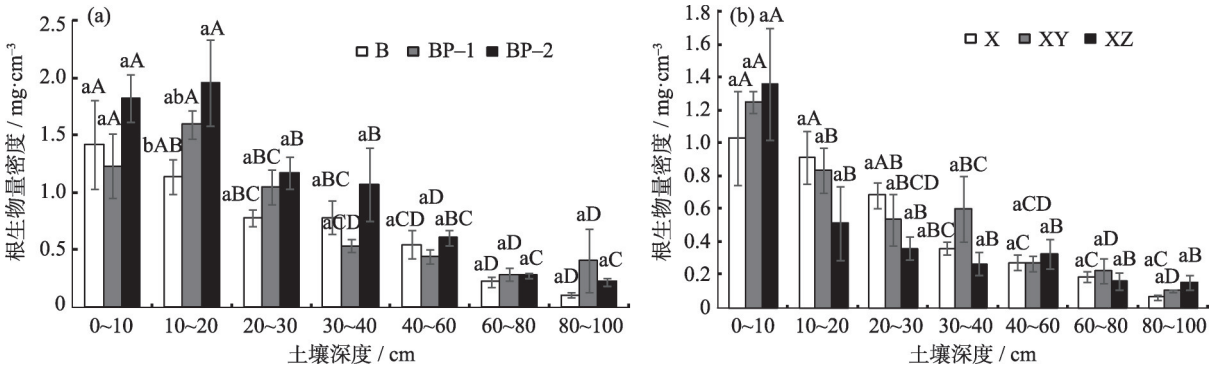 (a)
B BP–1 BP–2
根生物量密度 / mg·cm⁻³
2.5
2.0
1.5
1.0
0.5
0
aA aA aA
bAB abA aA
aBC aBC aB
aBC aCD aB
aCD aD aBC
aD aD aC
aD aD aC
0~10 10~20 20~30 30~40 40~60 60~80 80~100
土壤深度 / cm
(b)
X XY XZ
根生物量密度 / mg·cm⁻³
1.8
1.6
1.4
1.2
1.0
0.8
0.6
0.4
0.2
0
aA aA aA
aA aB aB
aAB aBCD aB
aBC aBC aB
aC aCD aB
aC aD aB
aC aD aB
0~10 10~20 20~30 30~40 40~60 60~80 80~100
土壤深度 / cm